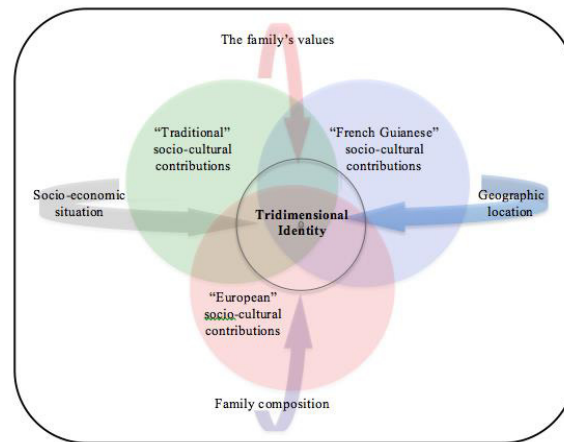 The family's values
“Traditional”
socio-cultural
contributions
“French Guianese”
socio-cultural
contributions
Socio-economic
situation
Tridimensional
Identity
Geographic
location
“European”
socio-cultural
contributions
Family composition